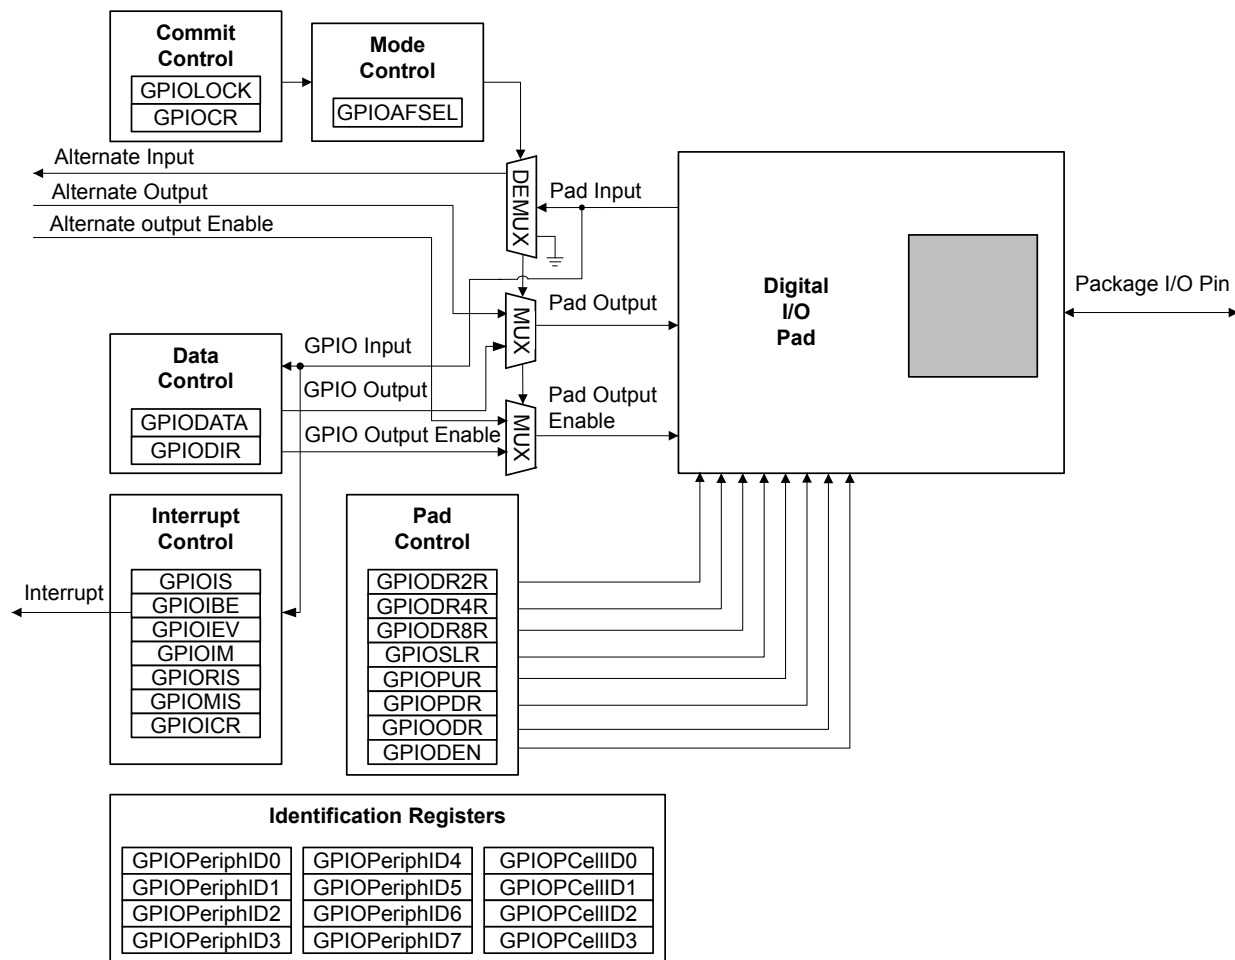 Commit
Control
GPIOLOCK
GPIOCR
Mode
Control
GPIOAFSEL
Alternate Input
Alternate Output
Alternate output Enable
DEMUX
Pad Input
MUX
Pad Output
MUX
Pad Output
Enable
Digital
I/O
Pad
Package I/O Pin
Data
Control
GPIODATA
GPIODIR
GPIO Input
GPIO Output
GPIO Output Enable
Interrupt
Control
GPIOIS
GPIOIBE
GPIOIEV
GPIOIM
GPIORIS
GPIOMIS
GPIOICR
Interrupt
Pad
Control
GPIODR2R
GPIODR4R
GPIODR8R
GPIOSLR
GPIOPUR
GPIOPDR
GPIOODR
GPIODEN
Identification Registers
GPIOPeriphID0
GPIOPeriphID1
GPIOPeriphID2
GPIOPeriphID3
GPIOPeriphID4
GPIOPeriphID5
GPIOPeriphID6
GPIOPeriphID7
GPIOPCellID0
GPIOPCellID1
GPIOPCellID2
GPIOPCellID3